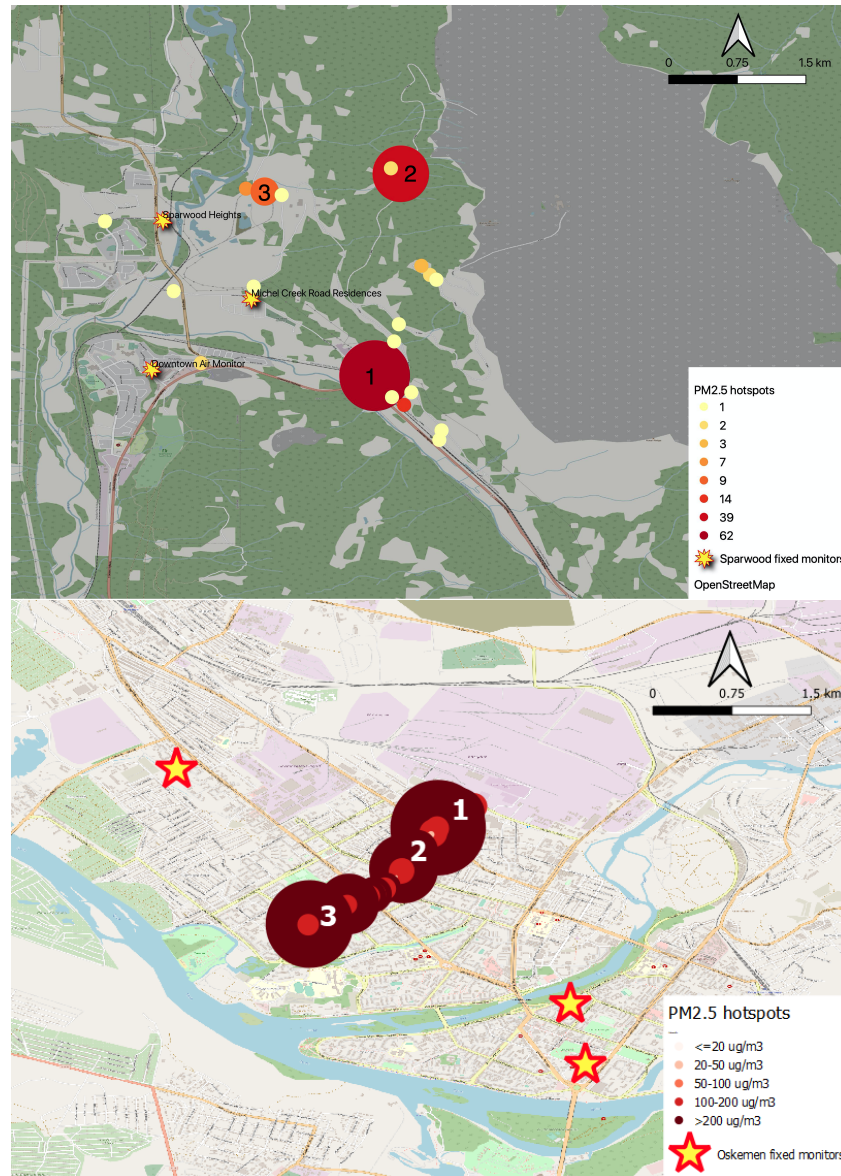 0 0.75 1.5 km
2
3
Sparwood Heights
Michel Creek Road Residences
Downtown Air Monitor
1
PM2.5 hotspots
1
2
3
7
9
14
39
62
Sparwood fixed monitors
OpenStreetMap
0 0.75 1.5 km
1
2
3
PM2.5 hotspots
<=20 ug/m3
20-50 ug/m3
50-100 ug/m3
100-200 ug/m3
>200 ug/m3
Oskemen fixed monitors